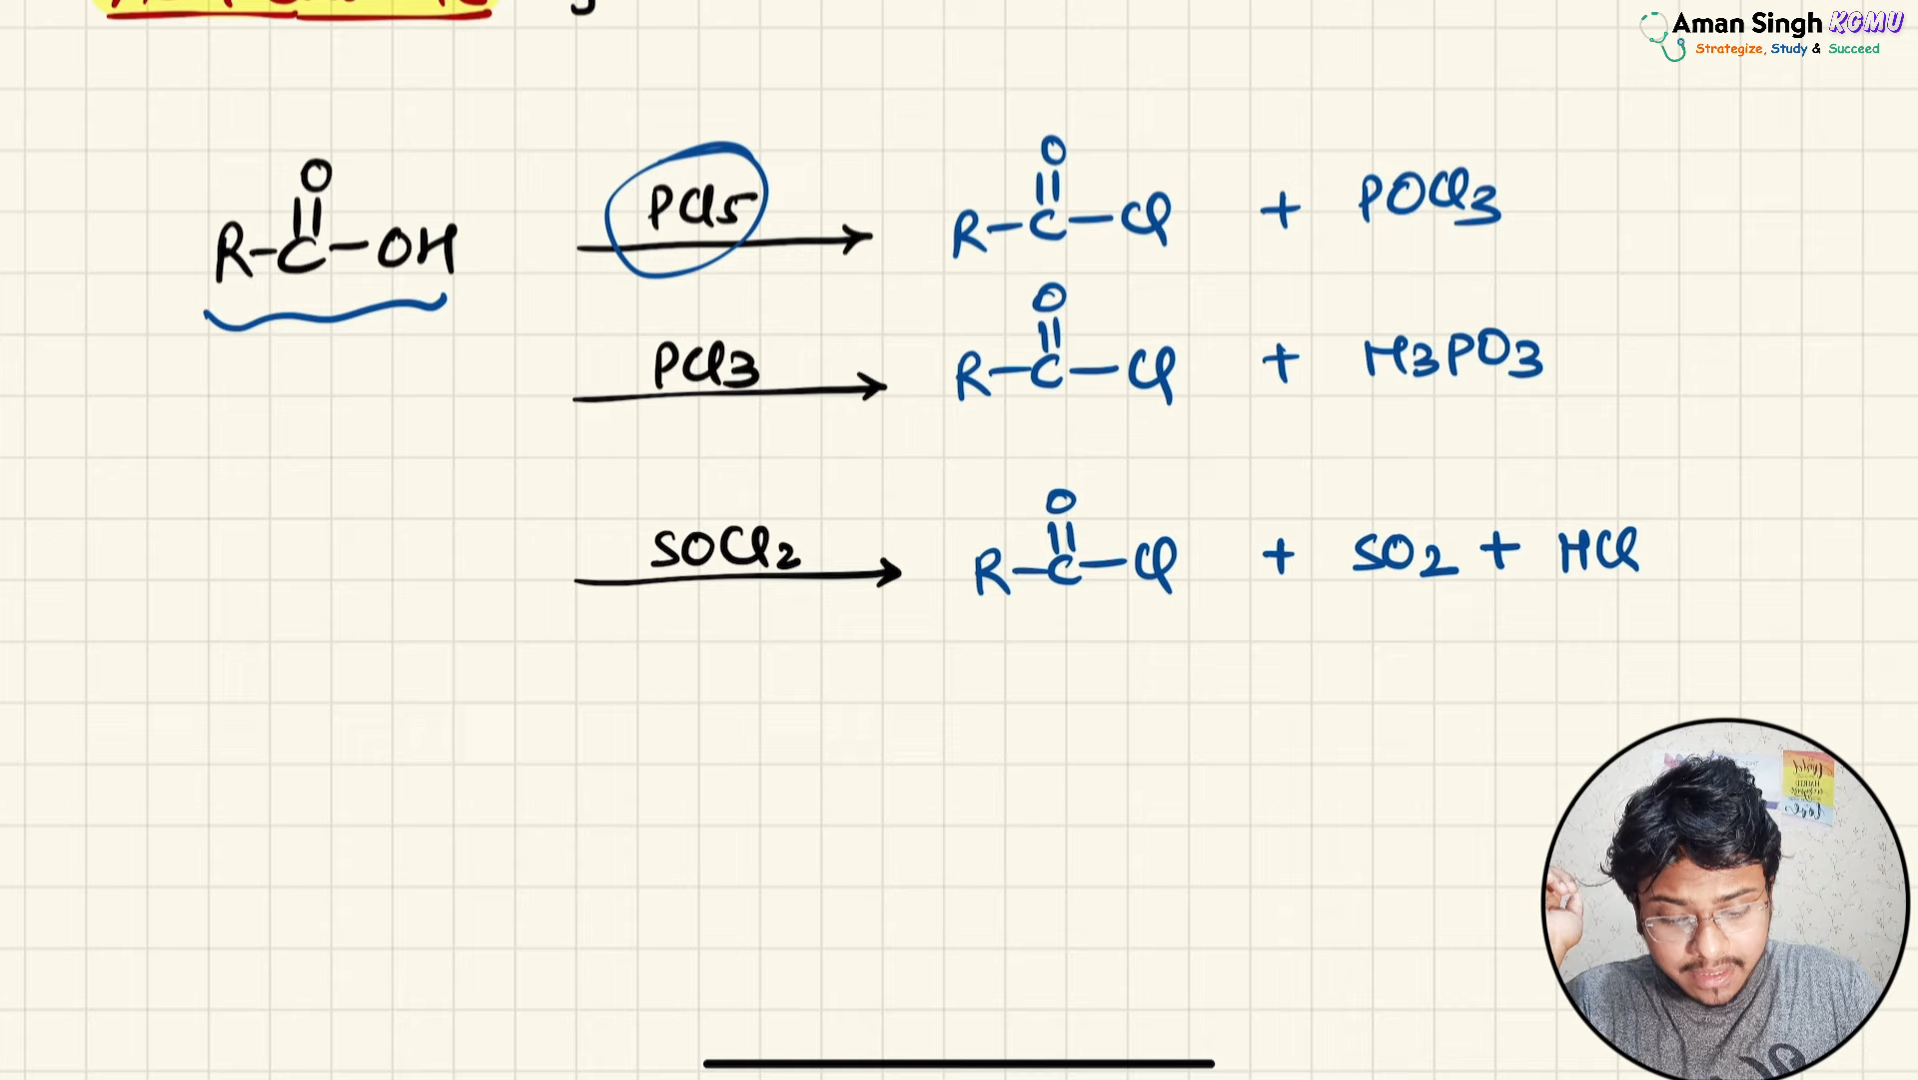 Aman Singh KGMU
Strategize, Study & Succeed
O
||
R-C-OH
PCl5
O
||
R-C-Cl + POCl3
PCl3
O
||
R-C-Cl + H3PO3
SOCl2
O
||
R-C-Cl + SO2 + HCl